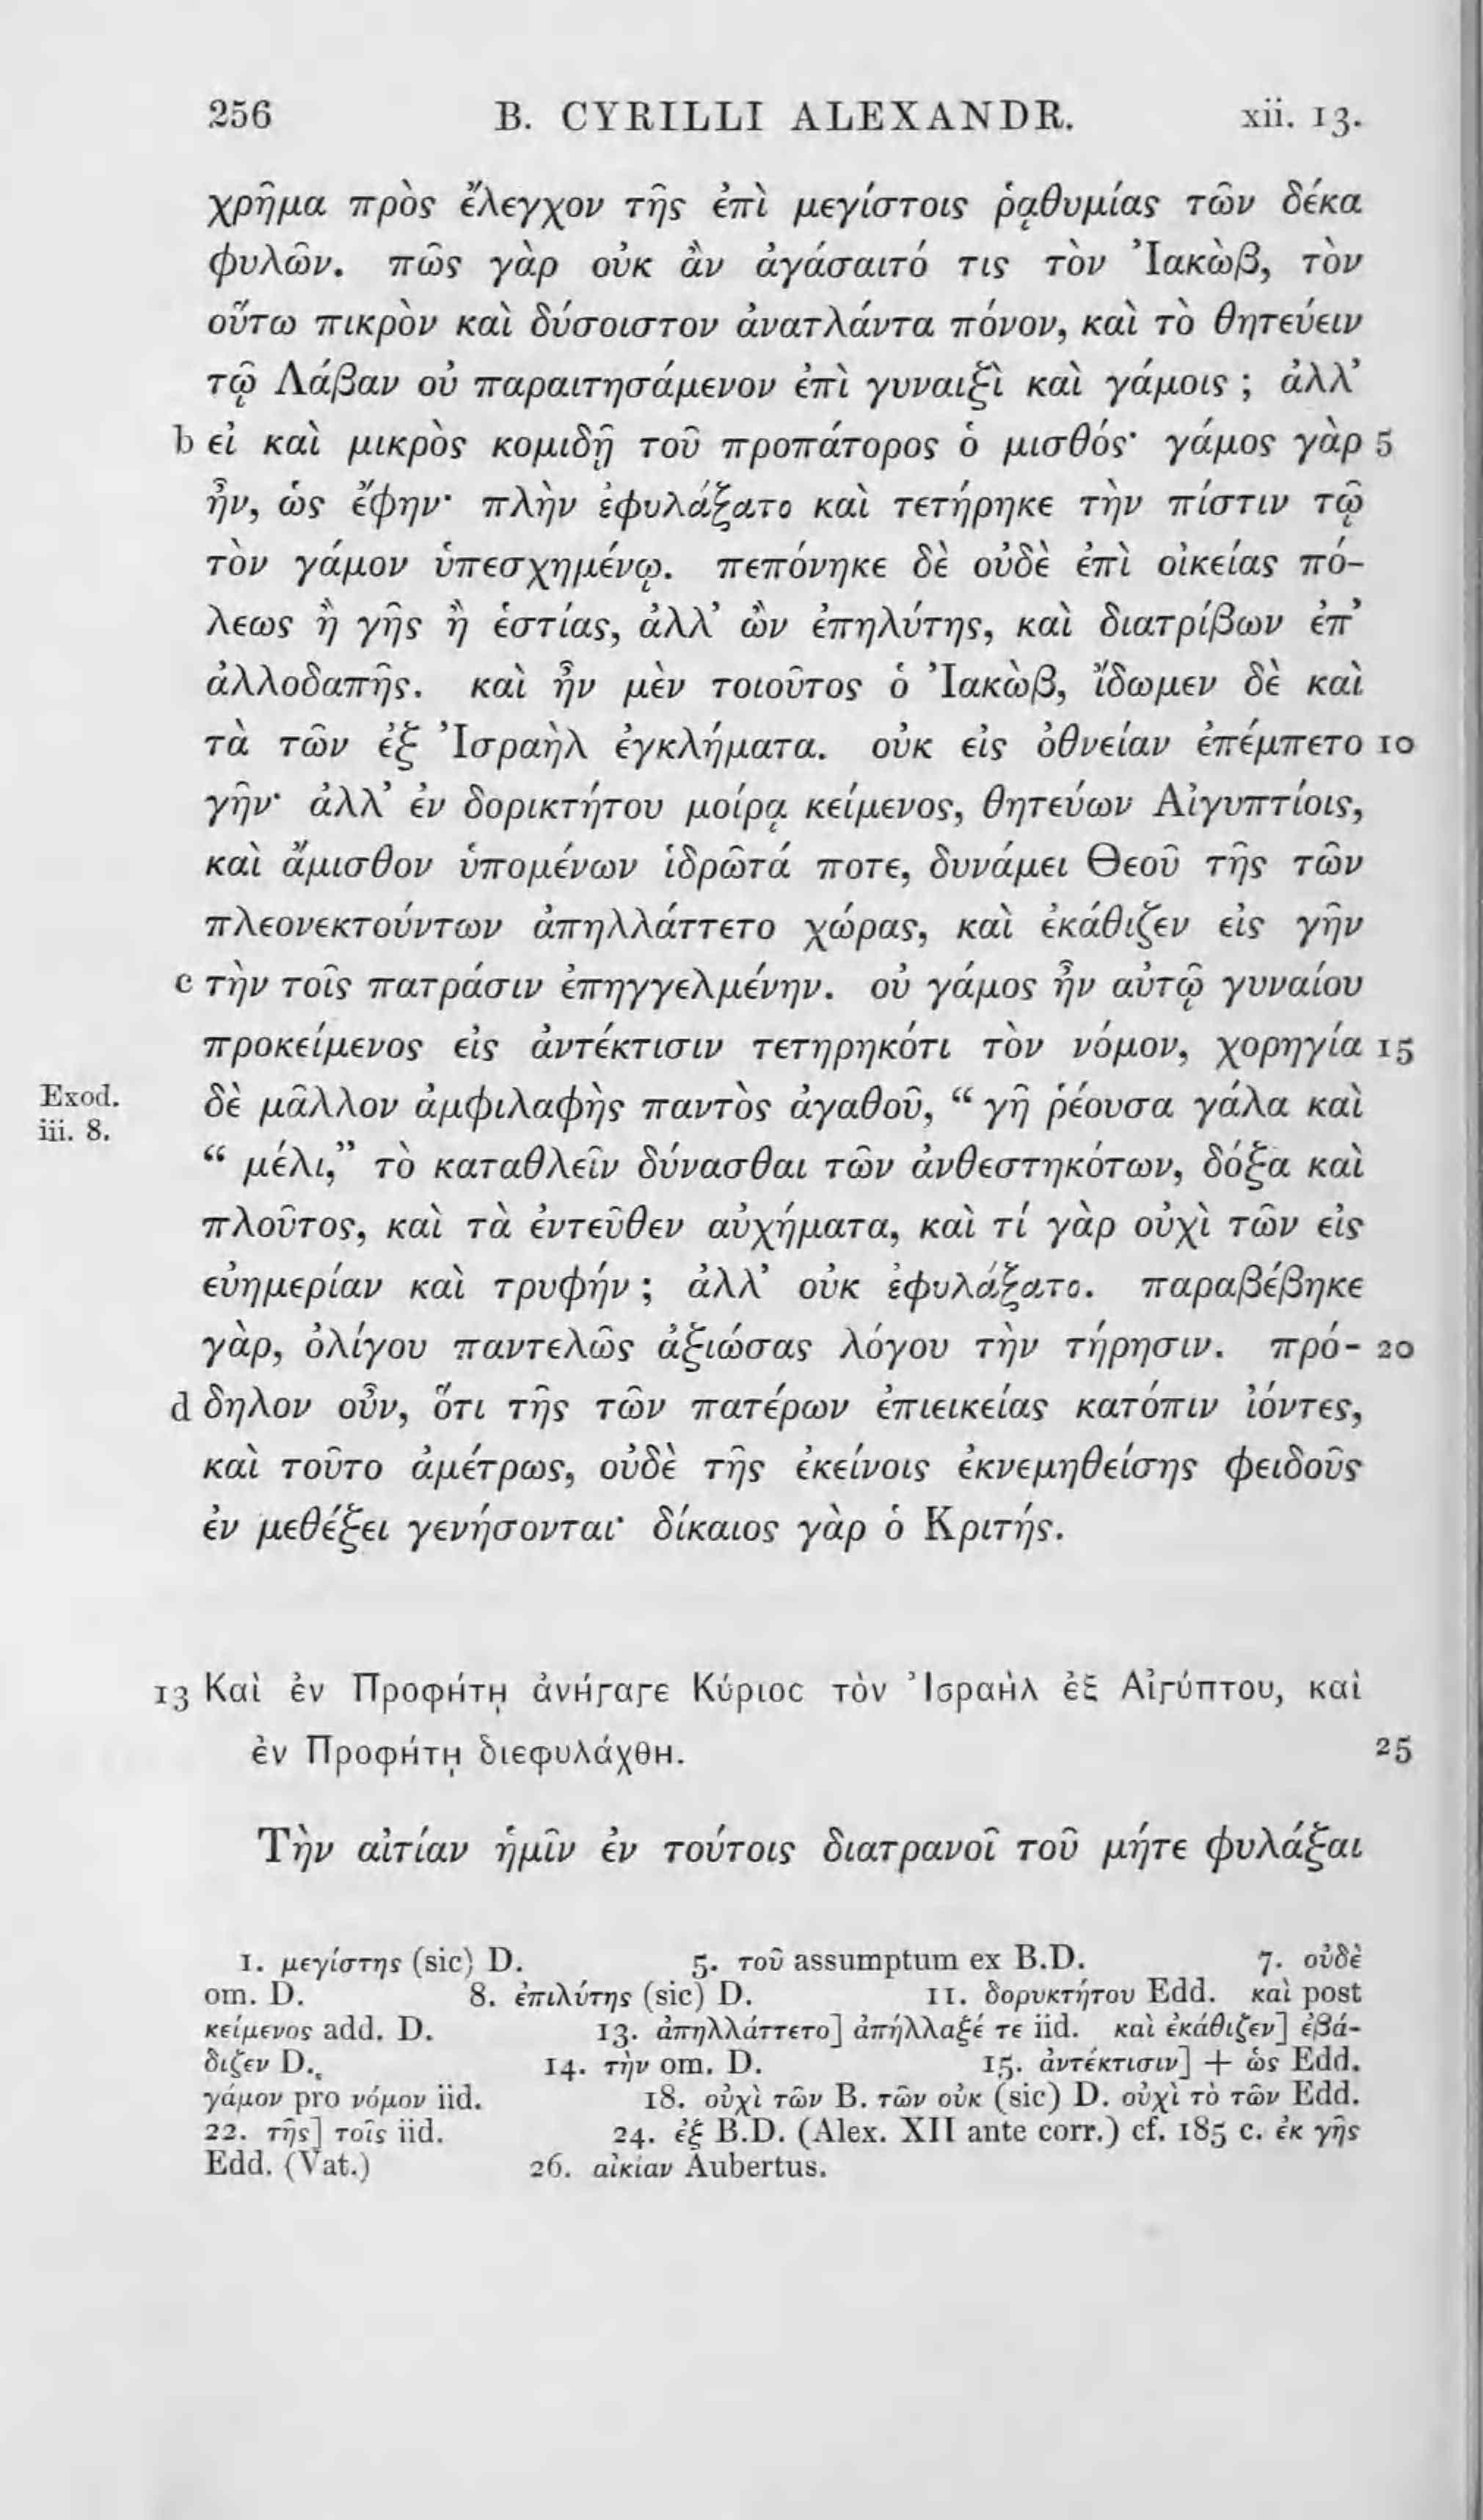 256 B. CYRILLI ALEXANDR. xii. 13.
χρῆμα πρὸς ἔλεγχον τῆς ἐπὶ μεγίστοις ῥᾳθυμίας τῶν δέκα
φυλῶν. πῶς γὰρ οὐκ ἂν ἀγάσαιτό τις τὸν Ἰακὼβ, τὸν
οὕτω πικρὸν καὶ δύσοιστον ἀνατλάντα πόνον, καὶ τὸ θητεύειν
τῷ Λάβαν οὐ παραιτησάμενον ἐπὶ γυναιξὶ καὶ γάμοις ; ἀλλ’
b εἰ καὶ μικρὸς κομιδῇ τοῦ προπάτορος ὁ μισθός· γάμος γὰρ 5
ἦν, ὡς ἔφην· πλὴν ἐφυλάξατο καὶ τετήρηκε τὴν πίστιν τῷ
τὸν γάμον ὑπεσχημένῳ. πεπόνηκε δὲ οὐδὲ ἐπὶ οἰκείας πό-
λεως ἢ γῆς ἢ ἑστίας, ἀλλ’ ὢν ἐπηλύτης, καὶ διατρίβων ἐπ’
ἀλλοδαπῆς. καὶ ἦν μὲν τοιοῦτος ὁ Ἰακὼβ, ἴδωμεν δὲ καὶ
τὰ τῶν ἐξ Ἰσραὴλ ἐγκλήματα. οὐκ εἰς ὀθνείαν ἐπέμπετο 10
γῆν· ἀλλ’ ἐν δορικτήτου μοίρᾳ κείμενος, θητεύων Αἰγυπτίοις,
καὶ ἄμισθον ὑπομένων ἱδρῶτά ποτε, δυνάμει Θεοῦ τῆς τῶν
πλεονεκτούντων ἀπηλλάττετο χώρας, καὶ ἐκάθιζεν εἰς γῆν
c τὴν τοῖς πατράσιν ἐπηγγελμένην. οὐ γάμος ἦν αὐτῷ γυναίου
προκείμενος εἰς ἀντέκτισιν τετηρηκότι τὸν νόμον, χορηγία 15
Exod. iii. 8. δὲ μᾶλλον ἀμφιλαφὴς παντὸς ἀγαθοῦ, “ γῆ ῥέουσα γάλα καὶ
“ μέλι,” τὸ καταθλεῖν δύνασθαι τῶν ἀνθεστηκότων, δόξα καὶ
πλοῦτος, καὶ τὰ ἐντεῦθεν αὐχήματα, καὶ τί γὰρ οὐχὶ τῶν εἰς
εὐημερίαν καὶ τρυφήν ; ἀλλ’ οὐκ ἐφυλάξατο. παραβέβηκε
γὰρ, ὀλίγου παντελῶς ἀξιώσας λόγου τὴν τήρησιν. πρό- 20
d δηλον οὖν, ὅτι τῆς τῶν πατέρων ἐπιεικείας κατόπιν ἰόντες,
καὶ τοῦτο ἀμέτρως, οὐδὲ τῆς ἐκείνοις ἐκνεμηθείσης φειδοῦς
ἐν μεθέξει γενήσονται· δίκαιος γὰρ ὁ Κριτής.
13 Καὶ ἐν Προφήτῃ ἀνήγαγε Κύριος τὸν Ἰσραὴλ ἐξ Αἰγύπτου, καὶ
ἐν Προφήτῃ διεφυλάχθη. 25
Τὴν αἰτίαν ἡμῖν ἐν τούτοις διατρανοῖ τοῦ μήτε φυλάξαι
1. μεγίστης (sic) D. 5. τοῦ assumptum ex B.D. 7. οὐδὲ
om. D. 8. ἐπιλύτης (sic) D. 11. δορυκτήτου Edd. καὶ post
κείμενος add. D. 13. ἀπηλλάττετο] ἀπήλλαξέ τε iid. καὶ ἐκάθιζεν] ἐβά-
διζεν D. 14. τὴν om. D. 15. ἀντέκτισιν] + ὡς Edd.
γάμον pro νόμον iid. 18. οὐχὶ τῶν B. τῶν οὐκ (sic) D. οὐχὶ τὸ τῶν Edd.
22. τῆς] τοῖς iid. 24. ἐξ B.D. (Alex. XII ante corr.) cf. 185 c. ἐκ γῆς
Edd. (Vat.) 26. αἰκίαν Aubertus.